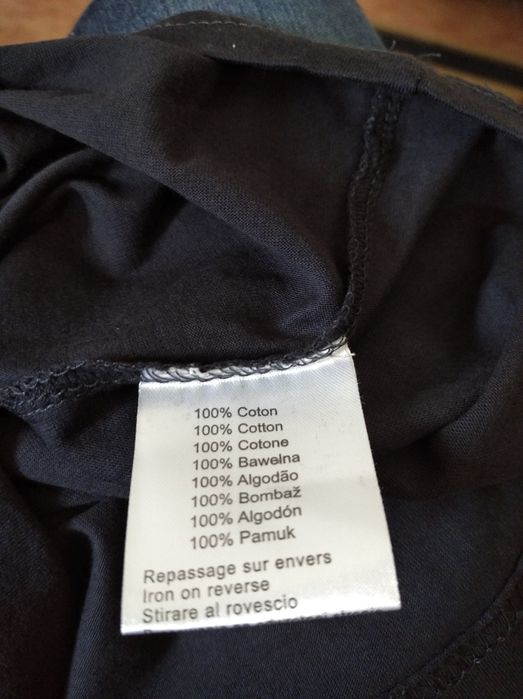 100% Coton
100% Cotton
100% Cotone
100% Bawełna
100% Algodão
100% Bombaž
100% Algodón
100% Pamuk
Repassage sur envers
Iron on reverse
Stirare al rovescio